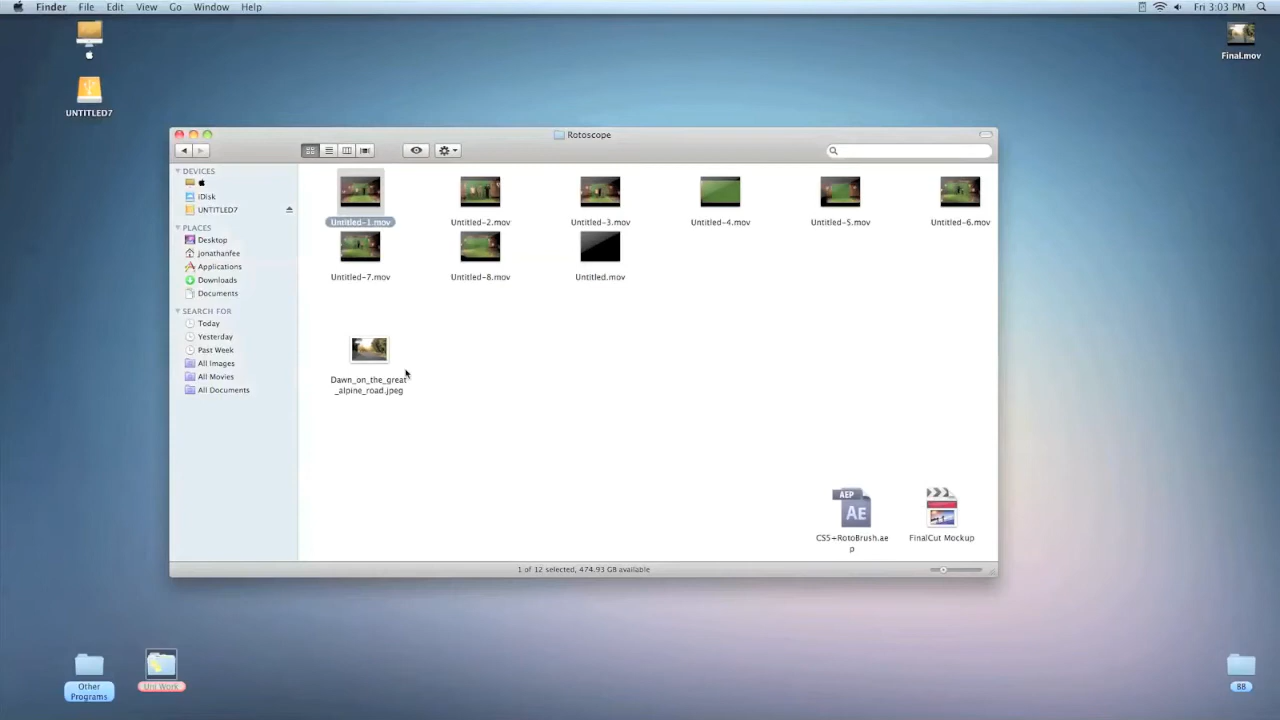 Finder File Edit View Go Window Help
Fri 3:03 PM
Final.mov
UNTITLED7
Rotoscope
DEVICES
iDisk
UNTITLED7
PLACES
Desktop
jonathanfee
Applications
Downloads
Documents
SEARCH FOR
Today
Yesterday
Past Week
All Images
All Movies
All Documents
Untitled-1.mov
Untitled-2.mov
Untitled-3.mov
Untitled-4.mov
Untitled-5.mov
Untitled-6.mov
Untitled-7.mov
Untitled-8.mov
Untitled.mov
Dawn_on_the_great
_alpine_road.jpeg
AEP
Ae
CS5+RotoBrush.ae
p
FinalCut Mockup
1 of 12 selected, 474.93 GB available
Other
Programs
Uni Work
88